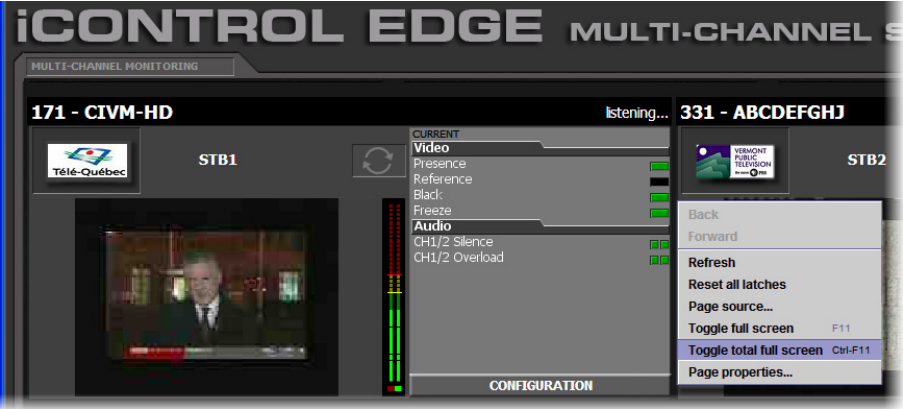 iCONTROL EDGE MULTI-CHANNEL
MULTI-CHANNEL MONITORING
171 - CIVM-HD
listening...
Télé-Québec
STB1
CURRENT
Video
Presence
Reference
Black
Freeze
Audio
CH1/2 Silence
CH1/2 Overload
CONFIGURATION
331 - ABCDEFGHJ
VERMONT
PUBLIC
TELEVISION
PBS
STB2
Back
Forward
Refresh
Reset all latches
Page source...
Toggle full screen F11
Toggle total full screen Ctrl-F11
Page properties...